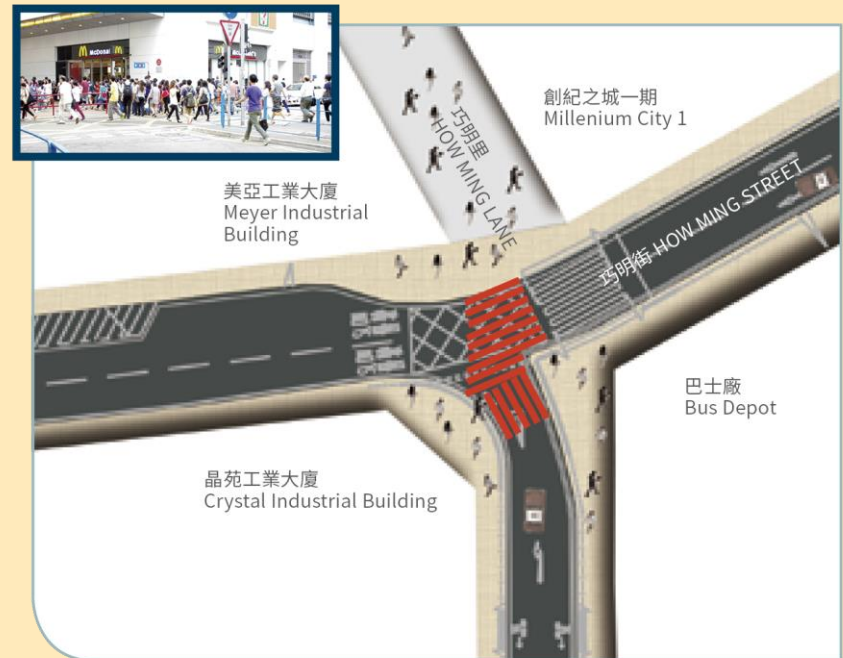 McDonald's
創紀之城一期
Millenium City 1
巧明里
HOW MING LANE
美亞工業大廈
Meyer Industrial
Building
巧明街 HOW MING STREET
巴士廠
Bus Depot
晶苑工業大廈
Crystal Industrial Building